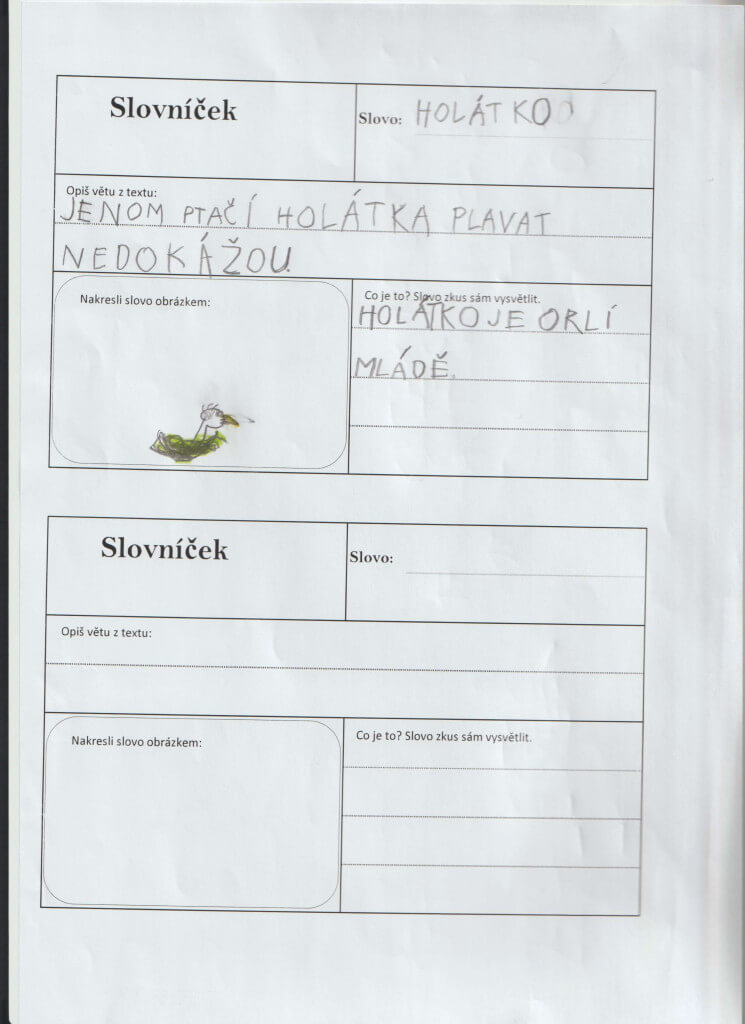 Slovníček
Slovo: HOLÁTKO
Opiš větu z textu:
JENOM PTAČÍ HOLÁTKA PLAVAT
NEDOKÁŽOU.
Nakresli slovo obrázkem:
Co je to? Slovo zkus sám vysvětlit.
HOLÁTKO JE ORLÍ
MLÁDĚ.
Slovníček
Slovo:
Opiš větu z textu:
Nakresli slovo obrázkem:
Co je to? Slovo zkus sám vysvětlit.